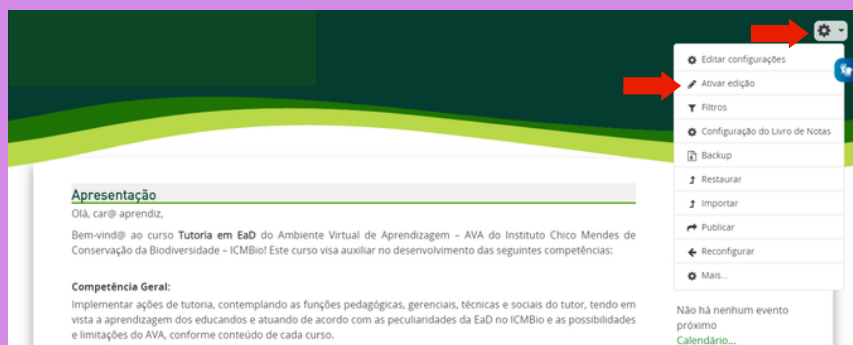 Editar configurações
Ativar edição
Filtros
Configuração do Livro de Notas
Backup
Restaurar
Importar
Publicar
Reconfigurar
Mais...
Apresentação
Olá, car@ aprendiz,
Bem-vind@ ao curso Tutoria em EaD do Ambiente Virtual de Aprendizagem – AVA do Instituto Chico Mendes de
Conservação da Biodiversidade – ICMBio! Este curso visa auxiliar no desenvolvimento das seguintes competências:
Competência Geral:
Implementar ações de tutoria, contemplando as funções pedagógicas, gerenciais, técnicas e sociais do tutor, tendo em
vista a aprendizagem dos educandos e atuando de acordo com as peculiaridades da EaD no ICMBio e as possibilidades
e limitações do AVA, conforme conteúdo de cada curso.
Não há nenhum evento
próximo
Calendário...